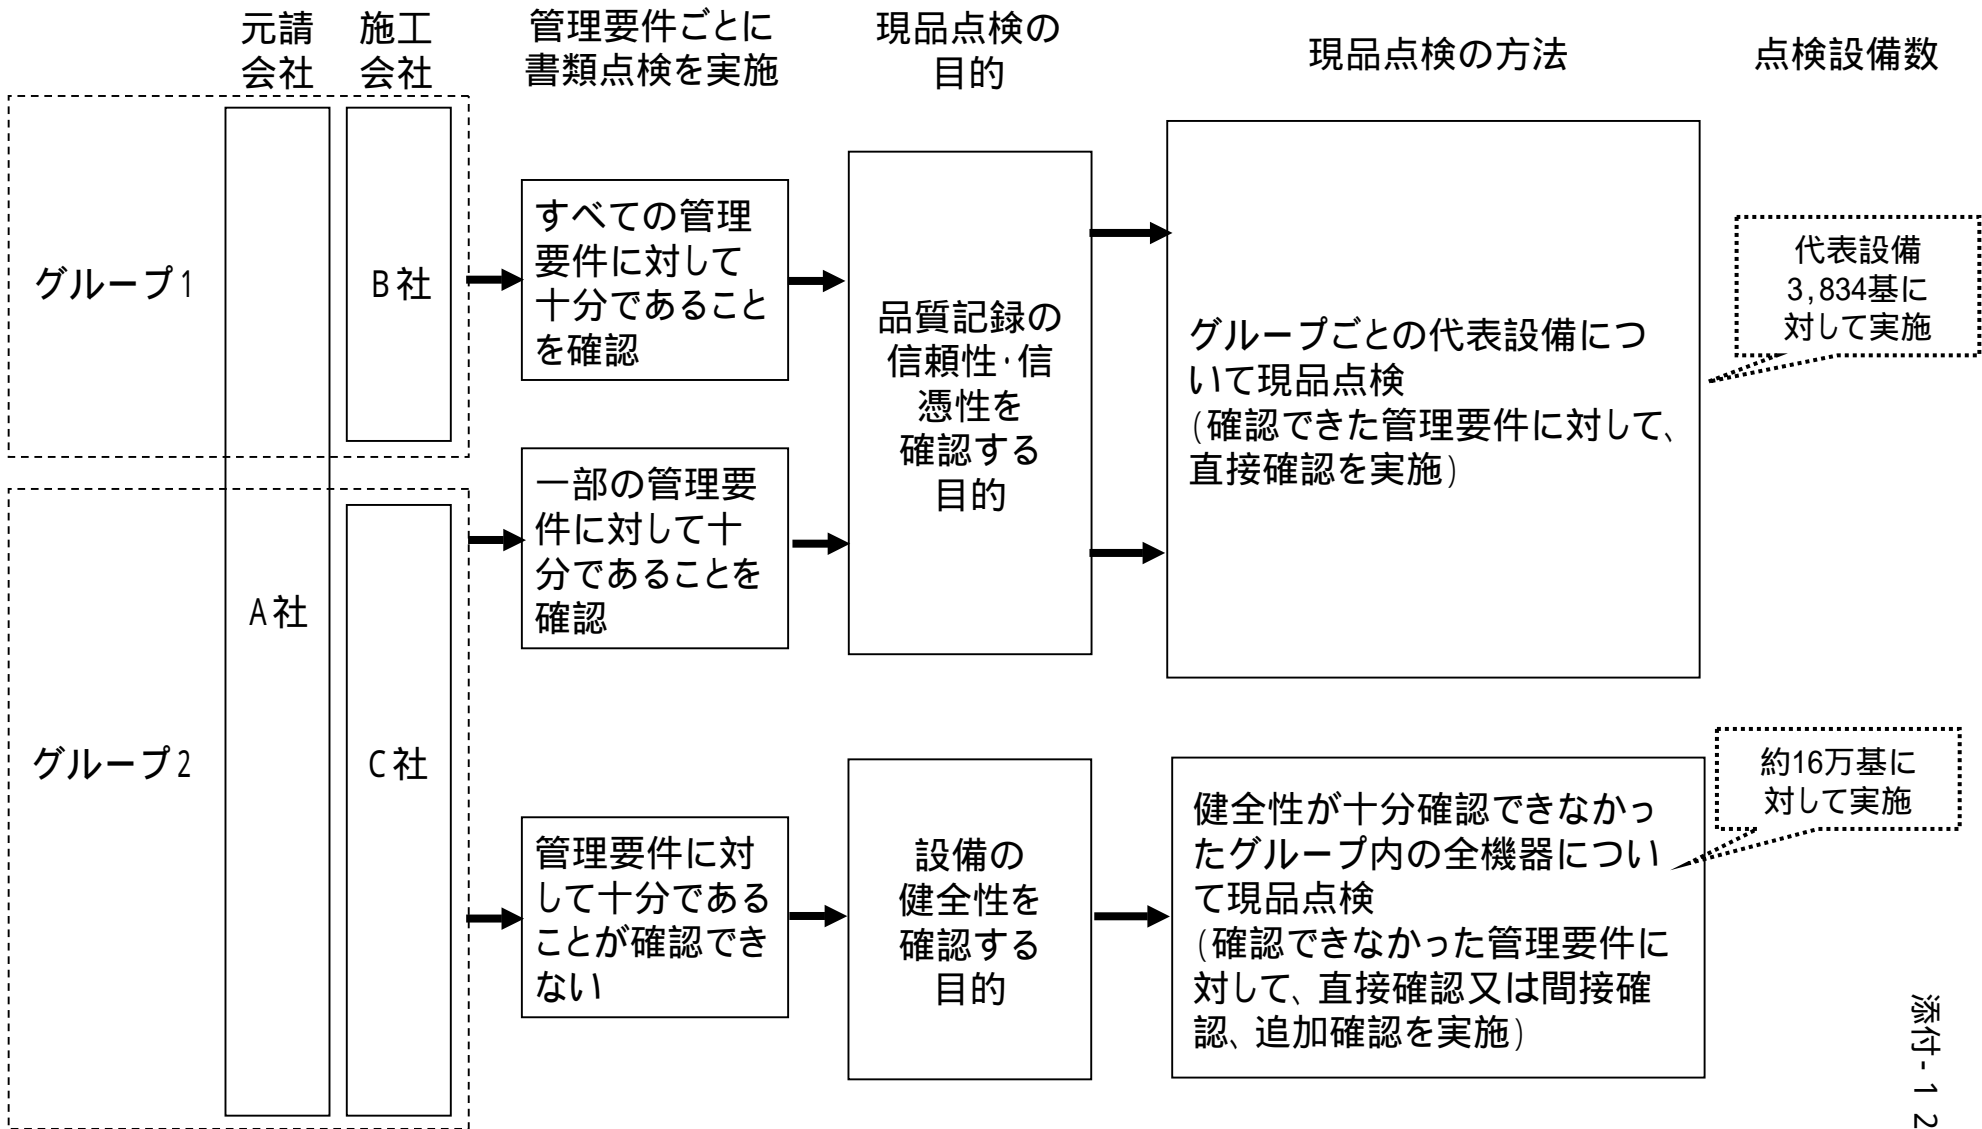 元請
会社
施工
会社
管理要件ごとに
書類点検を実施
現品点検の
目的
現品点検の方法
点検設備数
グループ1
A社
B社
すべての管理
要件に対して
十分であること
を確認
品質記録の
信頼性・信
憑性を
確認する
目的
グループごとの代表設備につ
いて現品点検
(確認できた管理要件に対して、
直接確認を実施)
代表設備
3,834基に
対して実施
グループ2
C社
一部の管理要
件に対して十
分であることを
確認
管理要件に対
して十分である
ことが確認でき
ない
設備の
健全性を
確認する
目的
健全性が十分確認できなかっ
たグループ内の全機器につい
て現品点検
(確認できなかった管理要件に
対して、直接確認又は間接確
認、追加確認を実施)
約16万基に
対して実施
添付-12